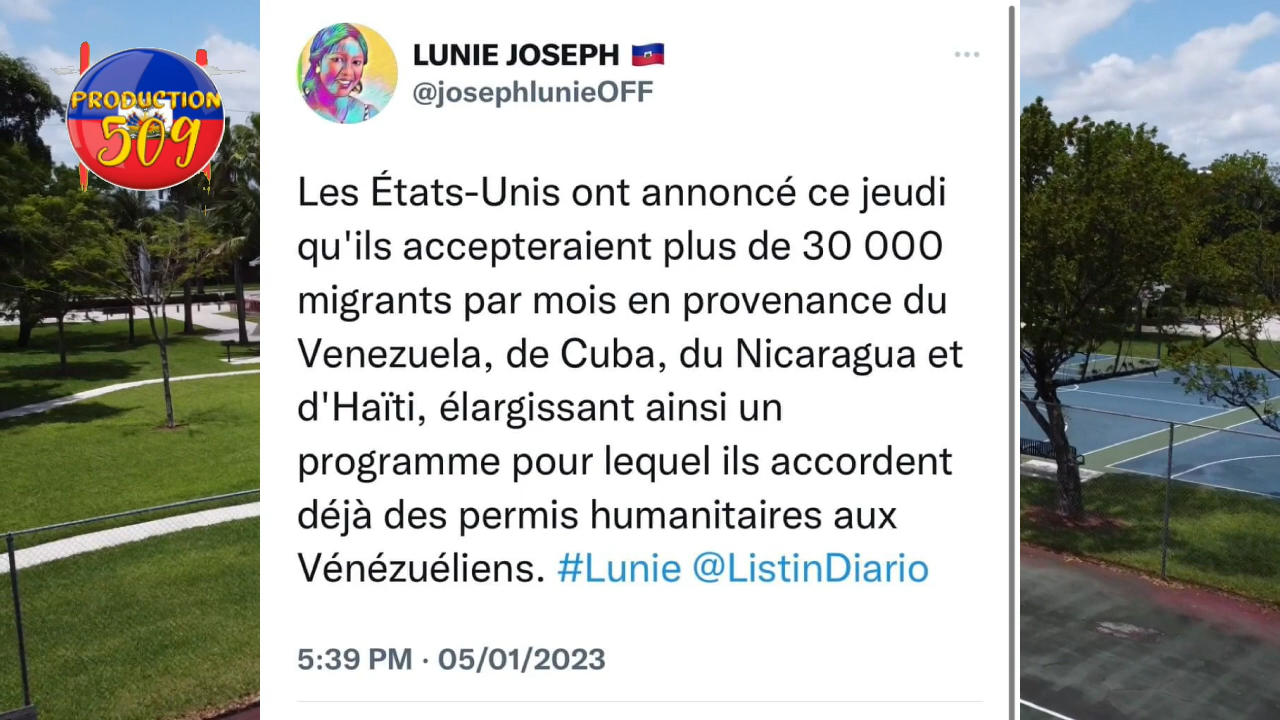 PRODUCTION
509
LUNIE JOSEPH 🇭🇹
@josephlunieOFF
Les États-Unis ont annoncé ce jeudi
qu'ils accepteraient plus de 30 000
migrants par mois en provenance du
Venezuela, de Cuba, du Nicaragua et
d'Haïti, élargissant ainsi un
programme pour lequel ils accordent
déjà des permis humanitaires aux
Vénézuéliens. #Lunie @ListinDiario
5:39 PM · 05/01/2023